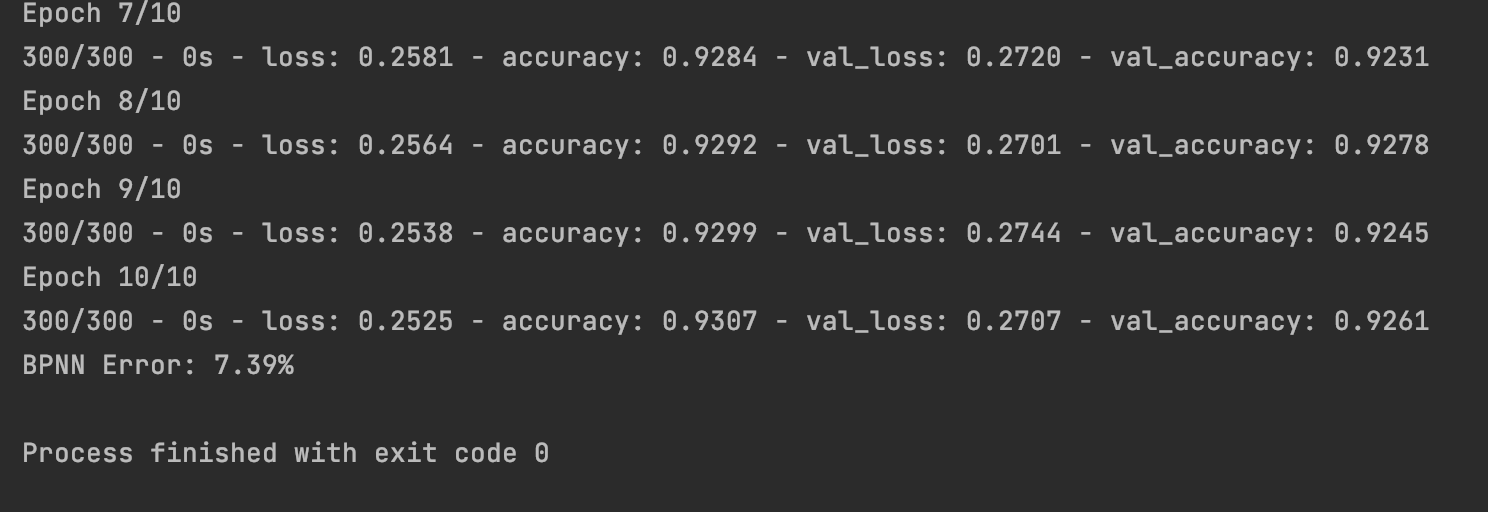 Epoch 7/10
300/300 - 0s - loss: 0.2581 - accuracy: 0.9284 - val_loss: 0.2720 - val_accuracy: 0.9231
Epoch 8/10
300/300 - 0s - loss: 0.2564 - accuracy: 0.9292 - val_loss: 0.2701 - val_accuracy: 0.9278
Epoch 9/10
300/300 - 0s - loss: 0.2538 - accuracy: 0.9299 - val_loss: 0.2744 - val_accuracy: 0.9245
Epoch 10/10
300/300 - 0s - loss: 0.2525 - accuracy: 0.9307 - val_loss: 0.2707 - val_accuracy: 0.9261
BPNN Error: 7.39%
Process finished with exit code 0